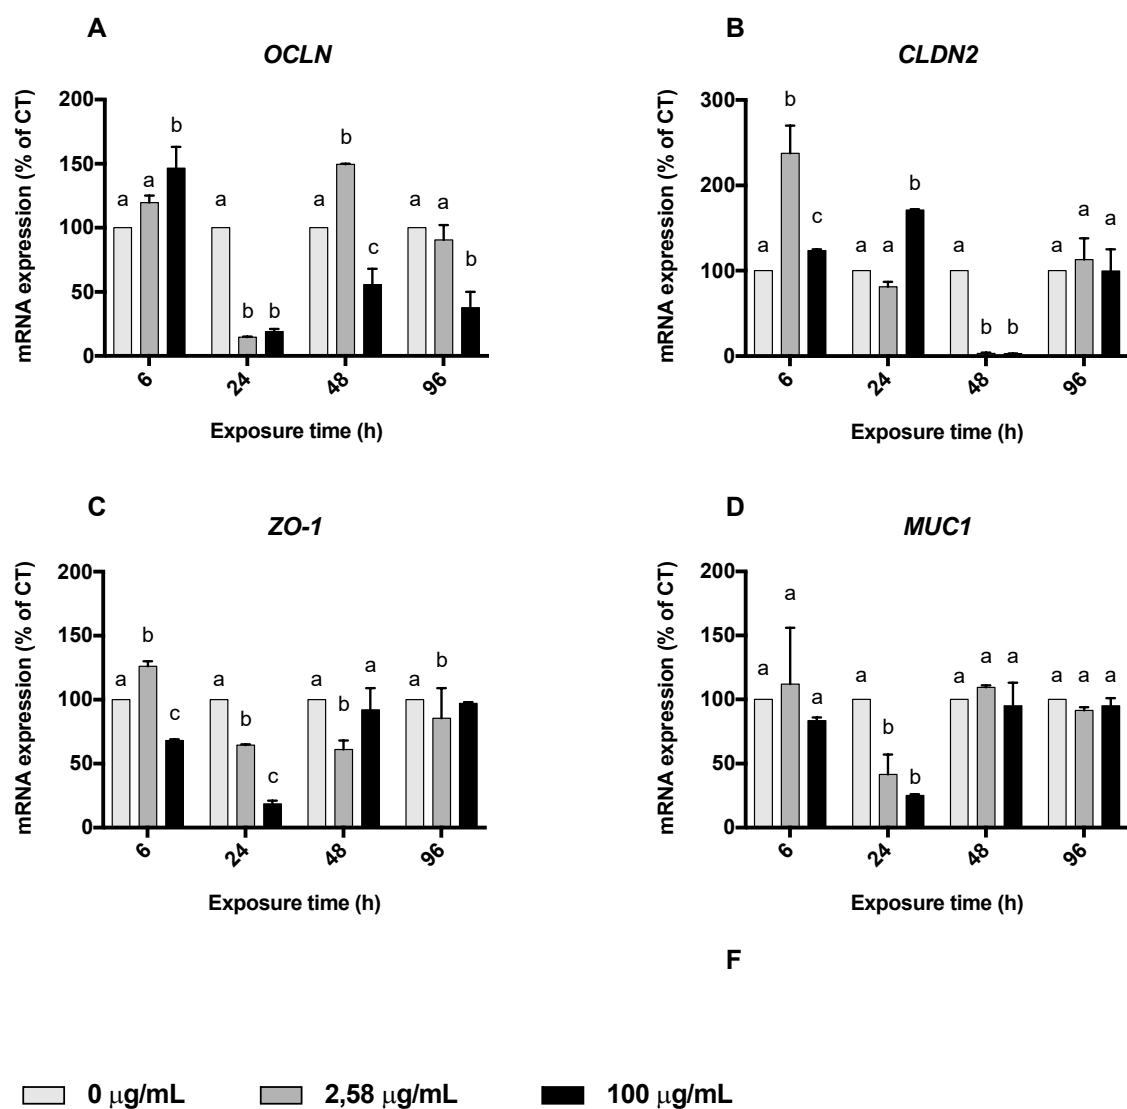 A
OCLN
mRNA expression (% of CT)
200
150
100
50
0
a a b
a b b
a b c
a a b
6 24 48 96
Exposure time (h)
B
CLDN2
mRNA expression (% of CT)
300
200
100
0
a b c
a a b
a b b
a a a
6 24 48 96
Exposure time (h)
C
ZO-1
mRNA expression (% of CT)
200
150
100
50
0
a b c
a b c
a b a
a b
6 24 48 96
Exposure time (h)
D
MUC1
mRNA expression (% of CT)
200
150
100
50
0
a a a
a b b
a a a
a a a
6 24 48 96
Exposure time (h)
F
0 μg/mL 2,58 μg/mL 100 μg/mL